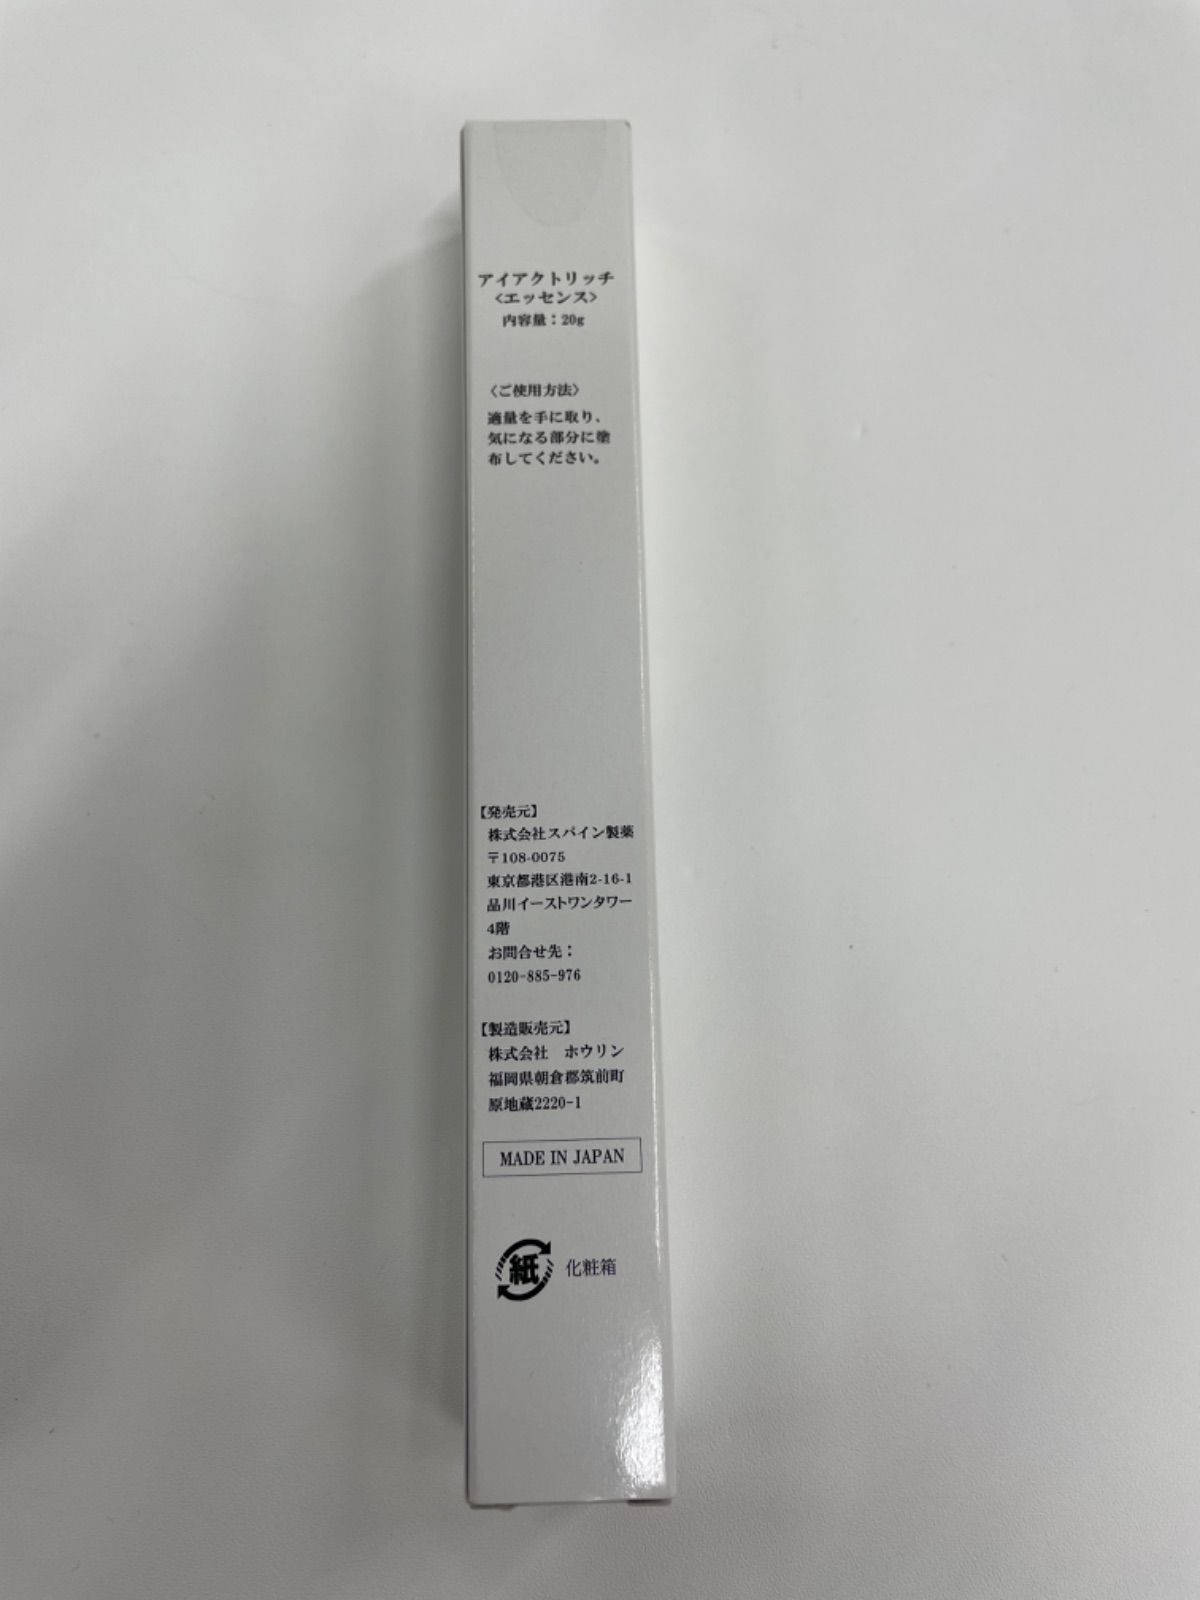 アイアクトリッチ
<エッセンス>
内容量：20g
〈ご使用方法〉
適量を手に取り、
気になる部分に塗
布してください。
【発売元】
株式会社スパイン製薬
〒108-0075
東京都港区港南2-16-1
品川イーストワンタワー
4階
お問合せ先：
0120-885-976
【製造販売元】
株式会社　ホウリン
福岡県朝倉郡筑前町
原地蔵2220-1
MADE IN JAPAN
紙 化粧箱